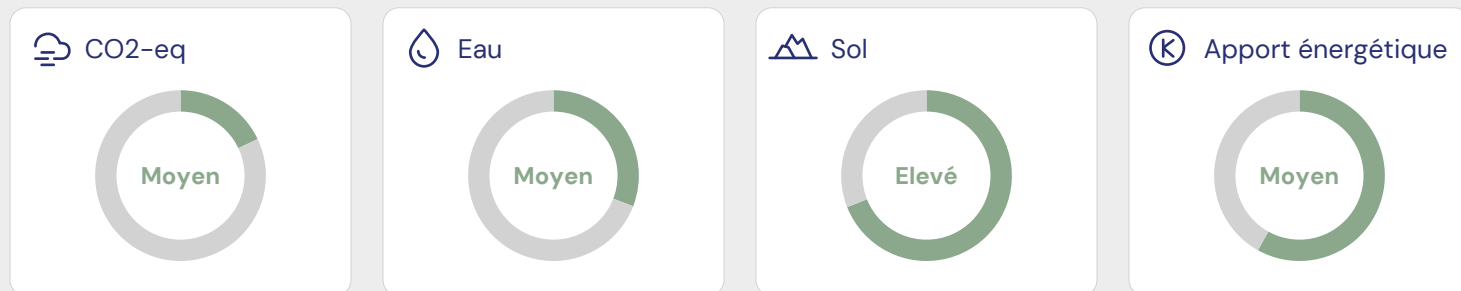 CO2-eq
Moyen
Eau
Moyen
Sol
Elevé
Apport énergétique
Moyen